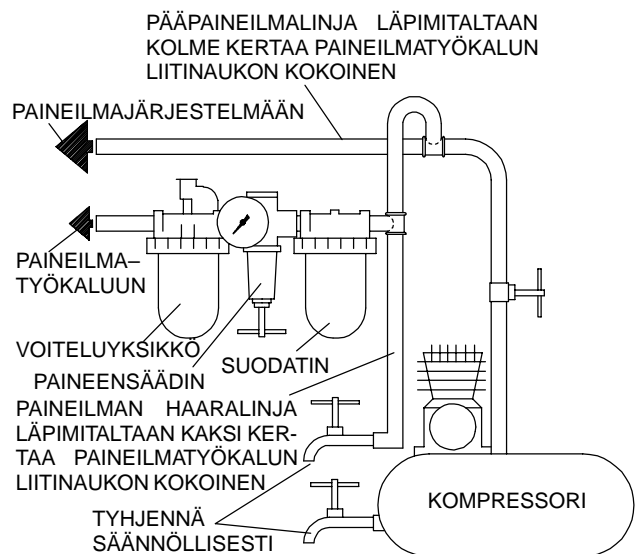 PÄÄPAINEILMALINJA LÄPIMITALTAAN
KOLME KERTAA PAINEILMATYÖKALUN
LIITINAUKON KOKOINEN
PAINEILMAJÄRJESTELMÄÄN
PAINEILMA–
TYÖKALUUN
VOITELUYKSIKKÖ
SUODATIN
PAINEENSÄÄDIN
PAINEILMAN HAARALINJA
LÄPIMITALTAAN KAKSI KER-
TAA PAINEILMATYÖKALUN
LIITINAUKON KOKOINEN
KOMPRESSORI
TYHJENNÄ
SÄÄNNÖLLISESTI